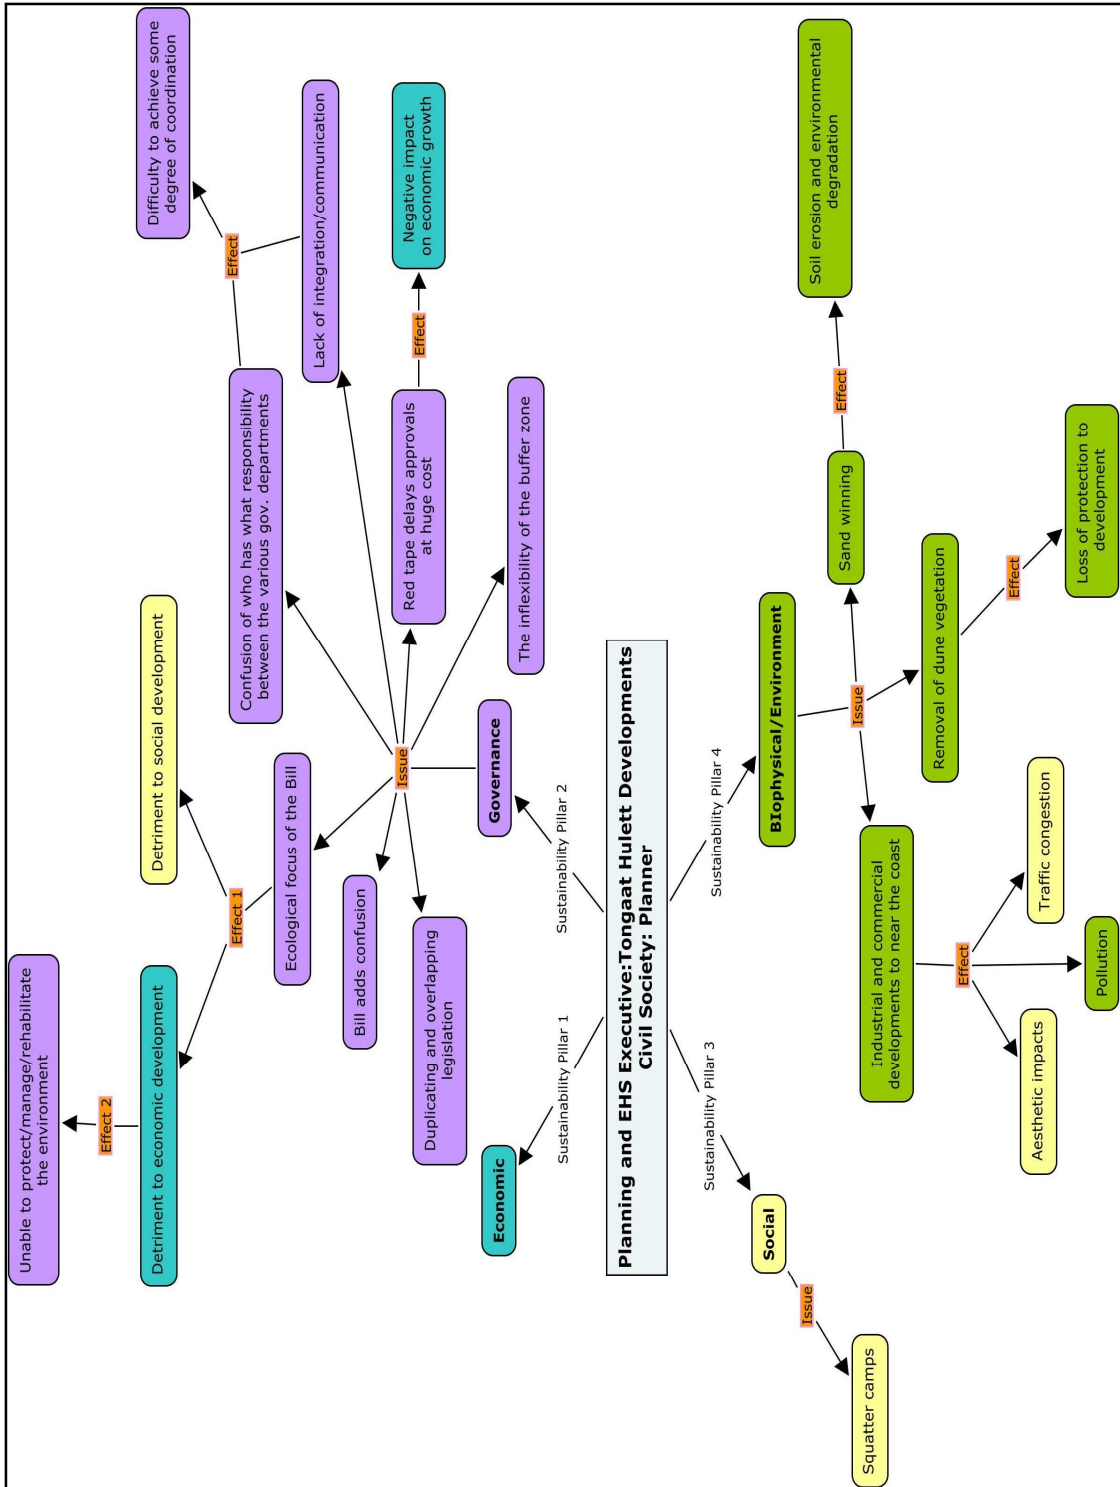 Unable to protect/manage/rehabilitate
the environment
Effect 2
Detriment to economic development
Detriment to social development
Effect 1
Difficulty to achieve some
degree of coordination
Effect
Confusion of who has what responsibility
between the various gov. departments
Ecological focus of the Bill
Lack of integration/communication
Bill adds confusion
Red tape delays approvals
at huge cost
Effect
Negative impact
on economic growth
Issue
Duplicating and overlapping
legislation
The inflexibility of the buffer zone
Economic
Governance
Sustainability Pillar 1
Sustainability Pillar 2
Planning and EHS Executive:Tongaat Hulett Developments
Civil Society: Planner
Sustainability Pillar 3
Sustainability Pillar 4
Social
BIophysical/Environment
Issue
Squatter camps
Issue
Sand winning
Effect
Soil erosion and environmental
degradation
Industrial and commercial
developments to near the coast
Removal of dune vegetation
Effect
Effect
Aesthetic impacts
Pollution
Traffic congestion
Loss of protection to
development